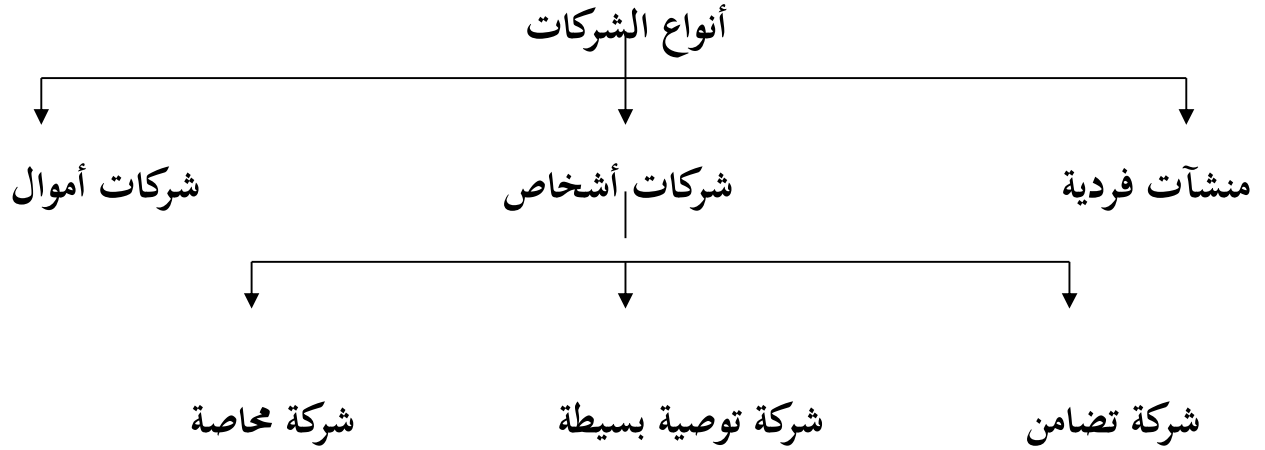 أنواع الشركات
منشآت فردية
شركات أشخاص
شركات أموال
شركة تضامن
شركة توصية بسيطة
شركة محاصة